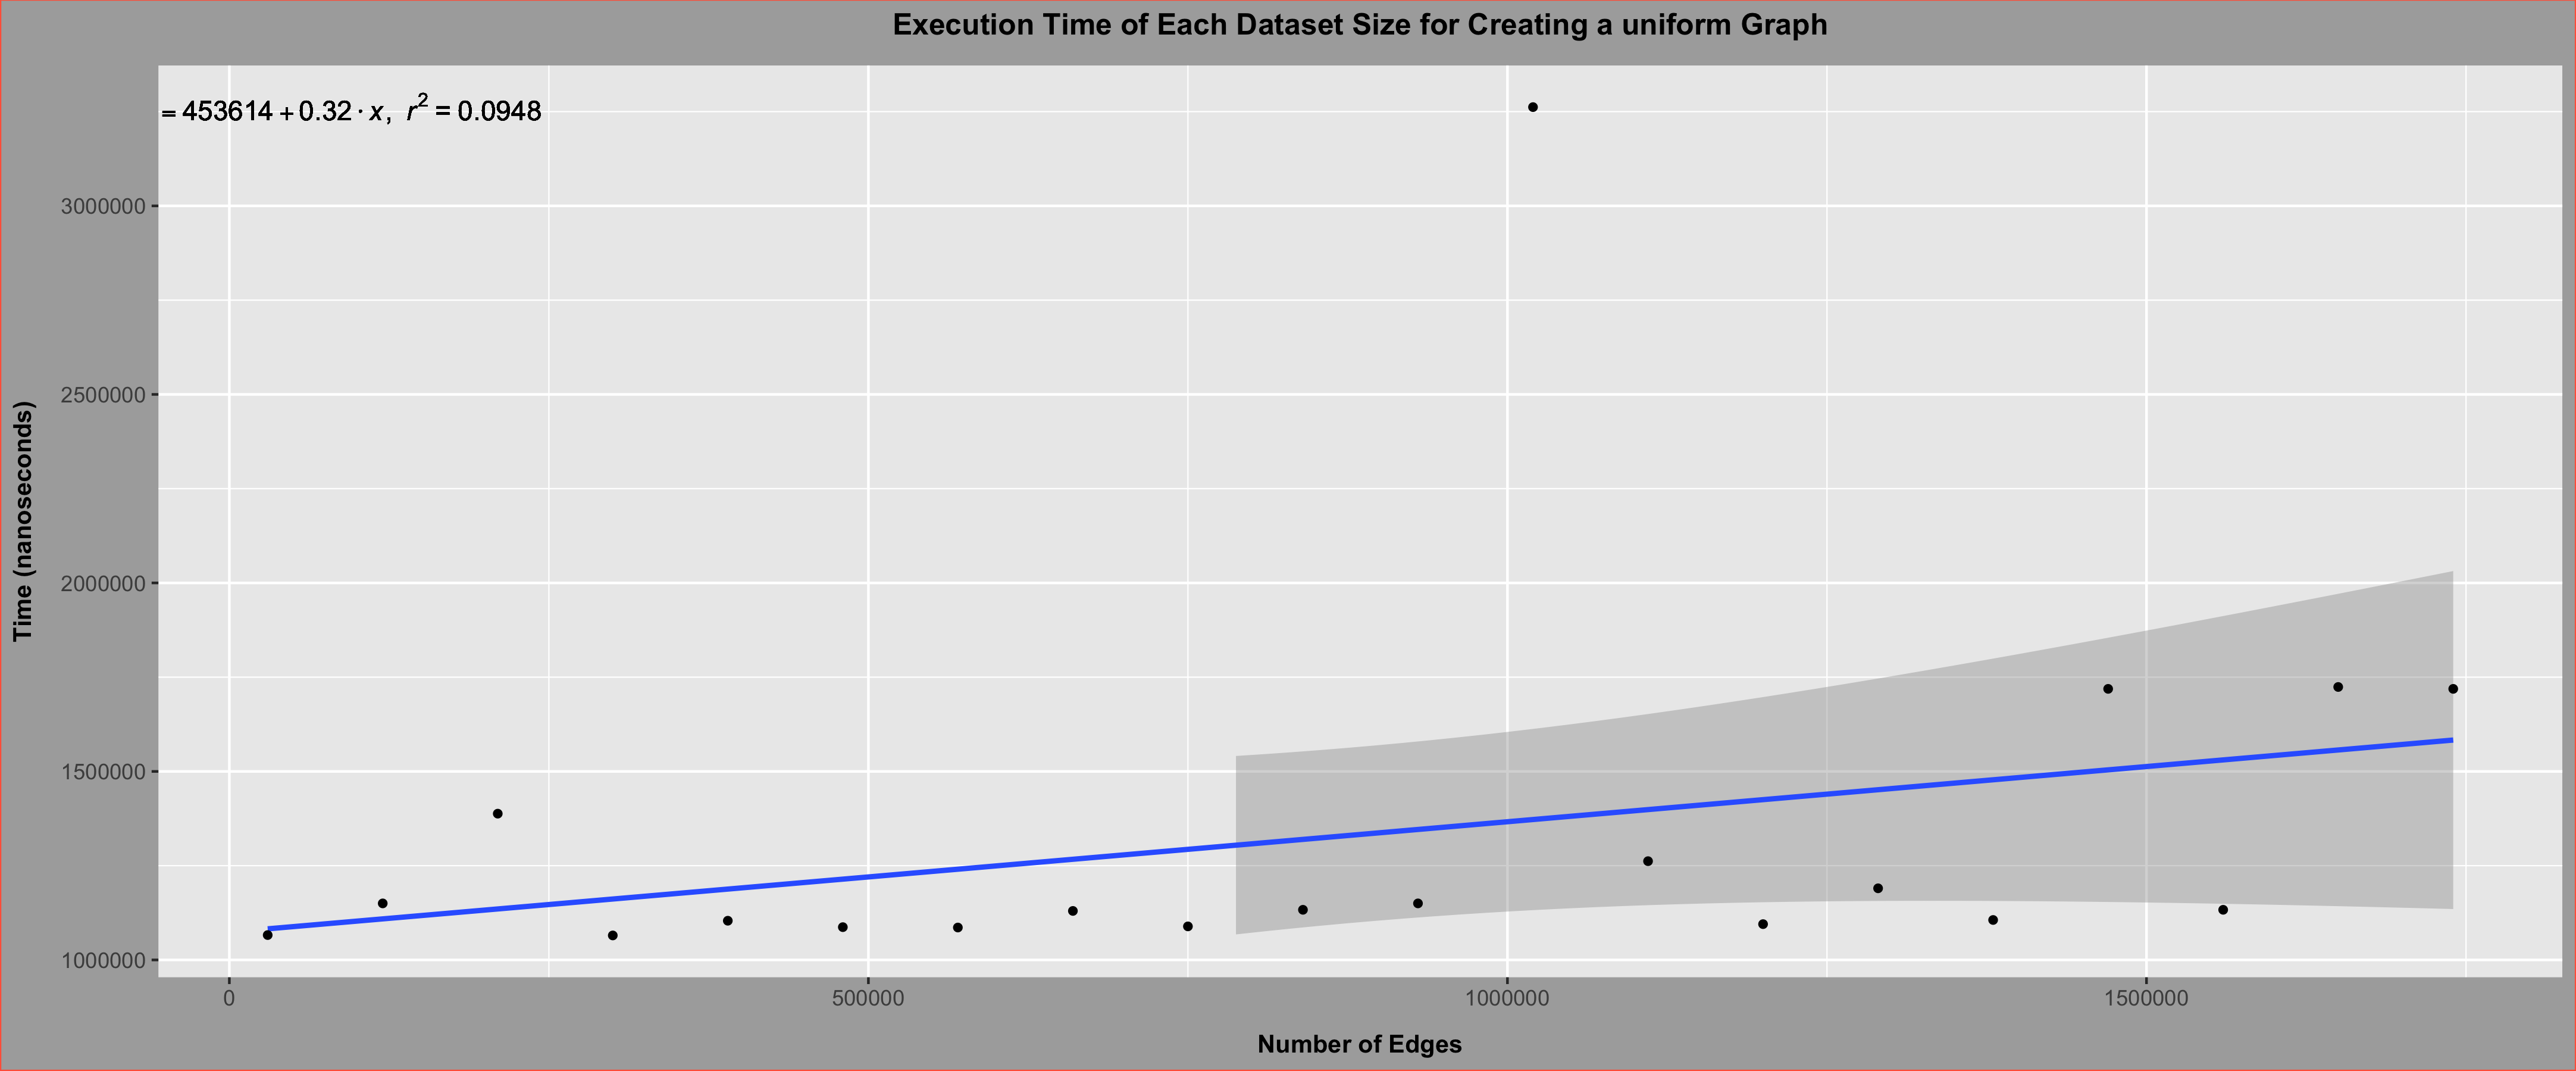 Execution Time of Each Dataset Size for Creating a uniform Graph
= 453614 + 0.32 · x, r² = 0.0948
3000000
2500000
2000000
1500000
1000000
Time (nanoseconds)
0 500000 1000000 1500000
Number of Edges